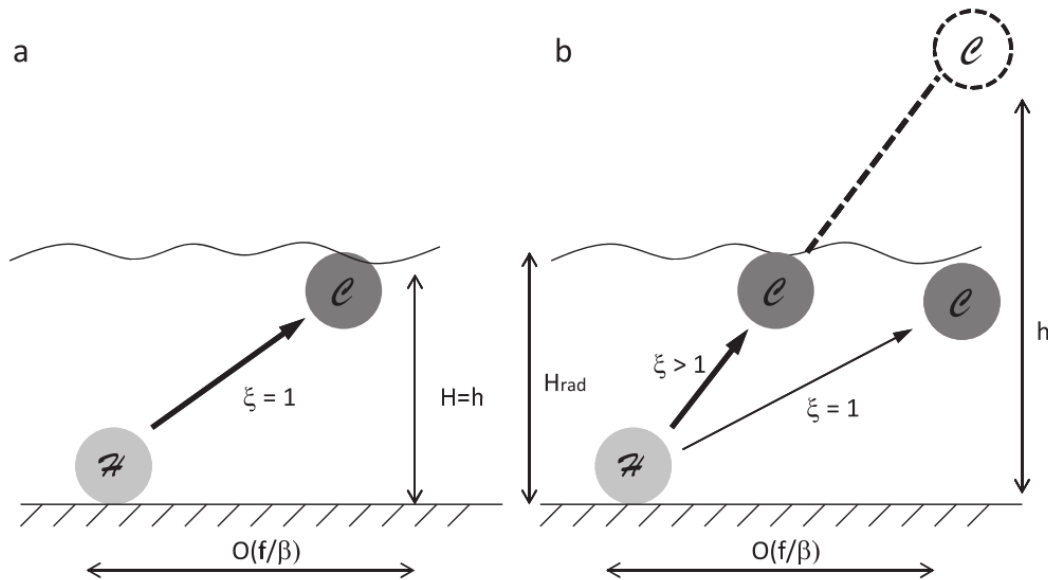 a
b
𝓒
𝓒
𝓒
𝓒
ξ = 1
H=h
Hrad
ξ > 1
ξ = 1
h
𝓗
𝓗
O(f/β)
O(f/β)